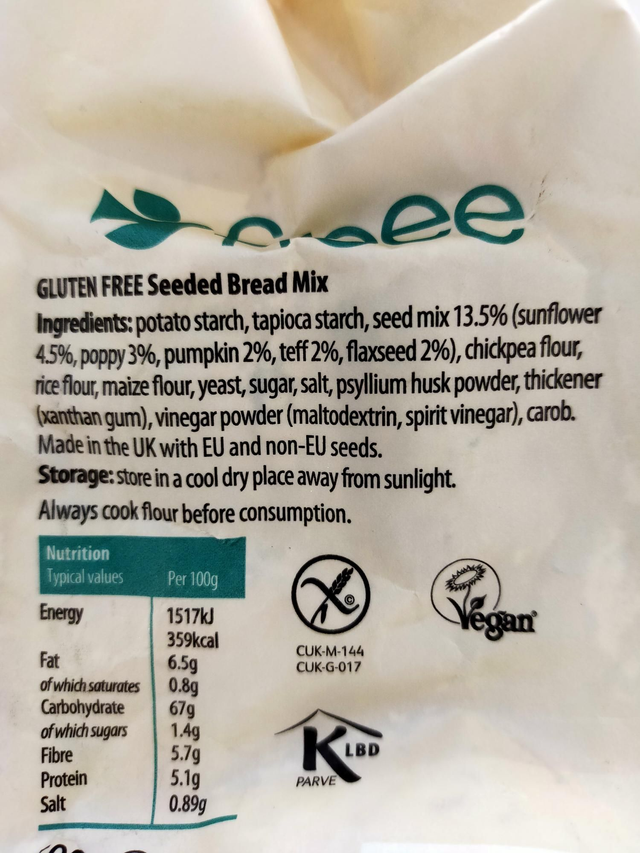 GLUTEN FREE Seeded Bread Mix
Ingredients: potato starch, tapioca starch, seed mix 13.5% (sunflower
4.5%, poppy 3%, pumpkin 2%, teff 2%, flaxseed 2%), chickpea flour,
rice flour, maize flour, yeast, sugar, salt, psyllium husk powder, thickener
(xanthan gum), vinegar powder (maltodextrin, spirit vinegar), carob.
Made in the UK with EU and non-EU seeds.
Storage: store in a cool dry place away from sunlight.
Always cook flour before consumption.
Nutrition
Typical values Per 100g
Energy 1517kJ
359kcal
Fat 6.5g
of which saturates 0.8g
Carbohydrate 67g
of which sugars 1.4g
Fibre 5.7g
Protein 5.1g
Salt 0.89g
©
CUK-M-144
CUK-G-017
Vegan
K LBD
PARVE